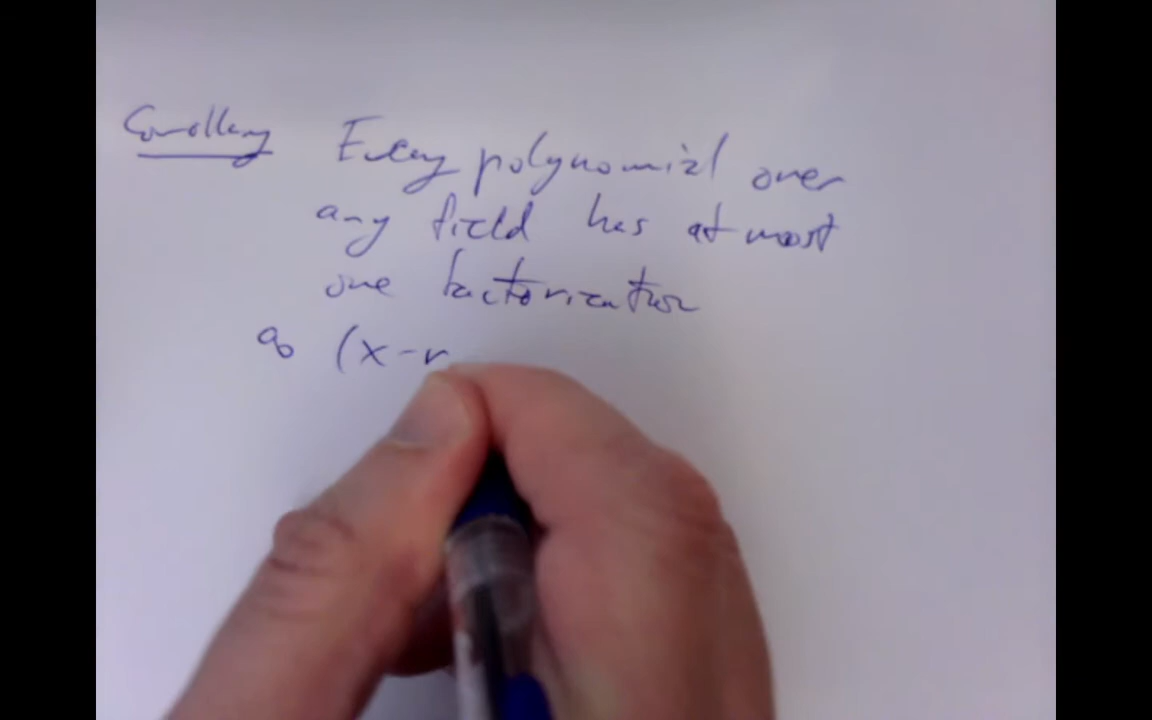 Corollary Every polynomial over
any field has at most
one factorization
a₀ (x-r